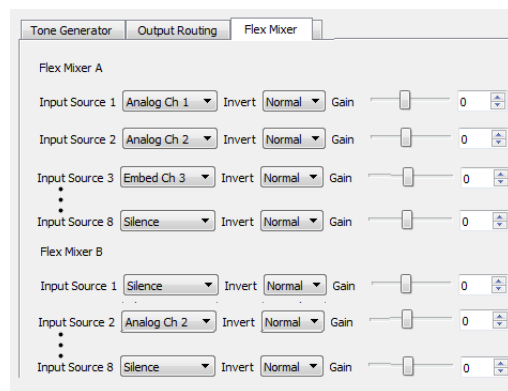 Tone Generator Output Routing Flex Mixer
Flex Mixer A
Input Source 1 Analog Ch 1 Invert Normal Gain 0
Input Source 2 Analog Ch 2 Invert Normal Gain 0
Input Source 3 Embed Ch 3 Invert Normal Gain 0
Input Source 8 Silence Invert Normal Gain 0
Flex Mixer B
Input Source 1 Silence Invert Normal Gain 0
Input Source 2 Analog Ch 2 Invert Normal Gain 0
Input Source 8 Silence Invert Normal Gain 0